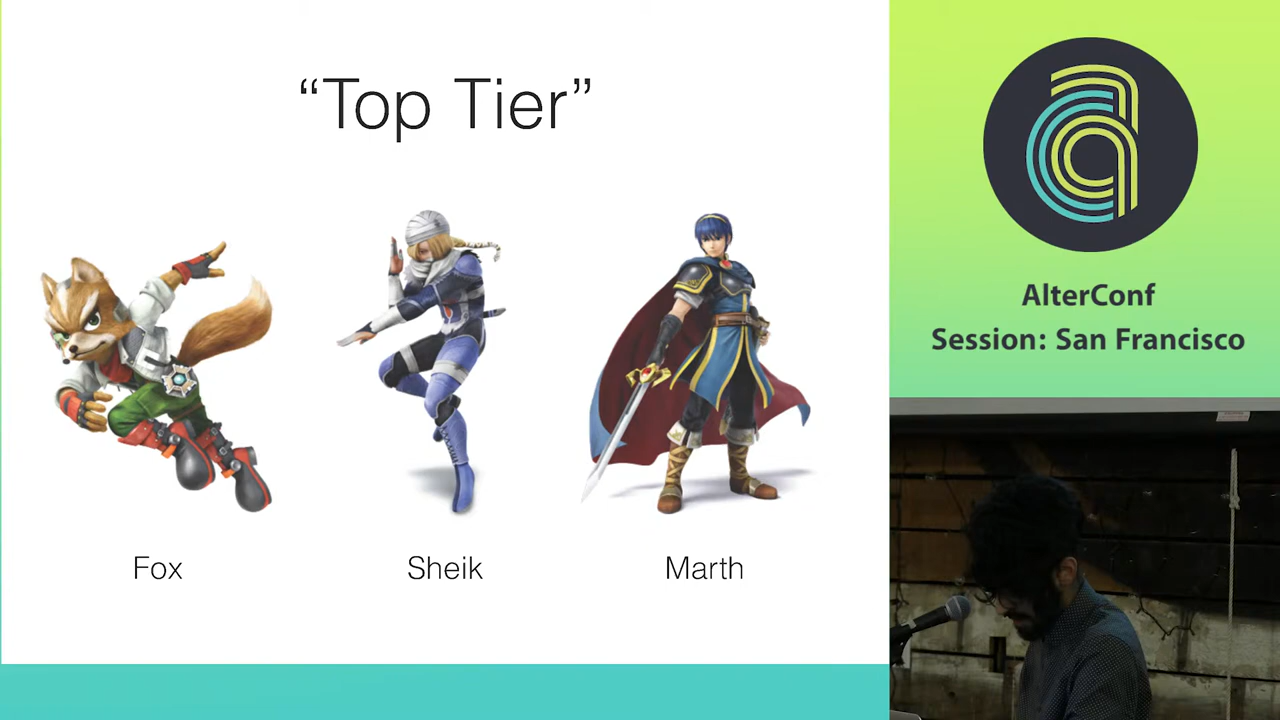 “Top Tier”
Fox
Sheik
Marth
AlterConf
Session: San Francisco